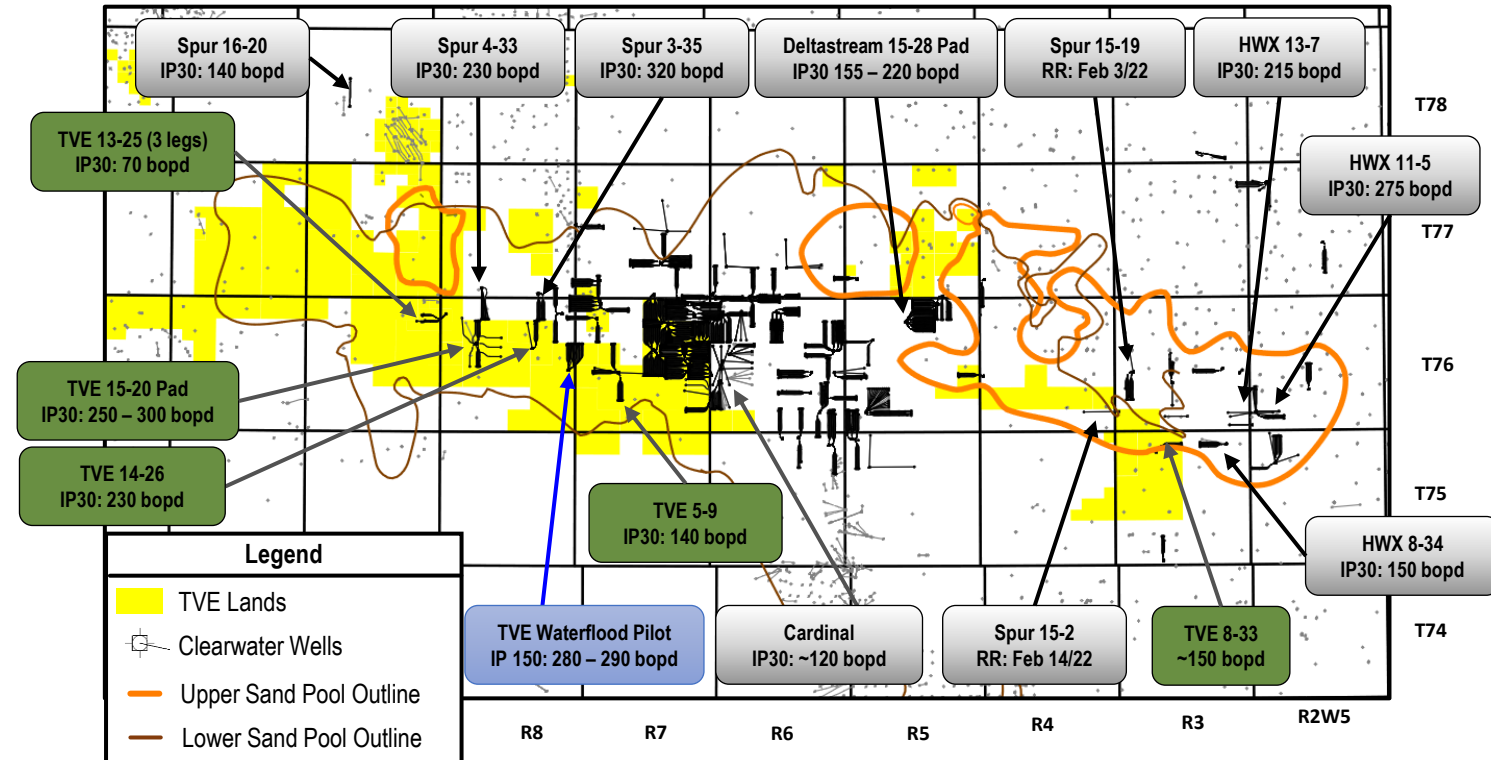 Spur 16-20
IP30: 140 bopd
Spur 4-33
IP30: 230 bopd
Spur 3-35
IP30: 320 bopd
Deltastream 15-28 Pad
IP30 155 – 220 bopd
Spur 15-19
RR: Feb 3/22
HWX 13-7
IP30: 215 bopd
T78
TVE 13-25 (3 legs)
IP30: 70 bopd
HWX 11-5
IP30: 275 bopd
T77
TVE 15-20 Pad
IP30: 250 – 300 bopd
T76
TVE 14-26
IP30: 230 bopd
TVE 5-9
IP30: 140 bopd
T75
HWX 8-34
IP30: 150 bopd
Legend
TVE Lands
Clearwater Wells
Upper Sand Pool Outline
Lower Sand Pool Outline
TVE Waterflood Pilot
IP 150: 280 – 290 bopd
Cardinal
IP30: ~120 bopd
Spur 15-2
RR: Feb 14/22
TVE 8-33
~150 bopd
T74
R8
R7
R6
R5
R4
R3
R2W5